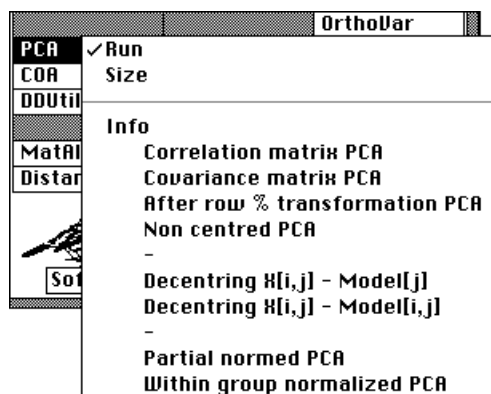 OrthoVar
PCA
✓Run
COA
Size
DDUtil
Info
MatAl
Correlation matrix PCA
Distan
Covariance matrix PCA
After row % transformation PCA
Non centred PCA
-
Sof
Decentring X[i,j] - Model[j]
Decentring X[i,j] - Model[i,j]
-
Partial normed PCA
Within group normalized PCA